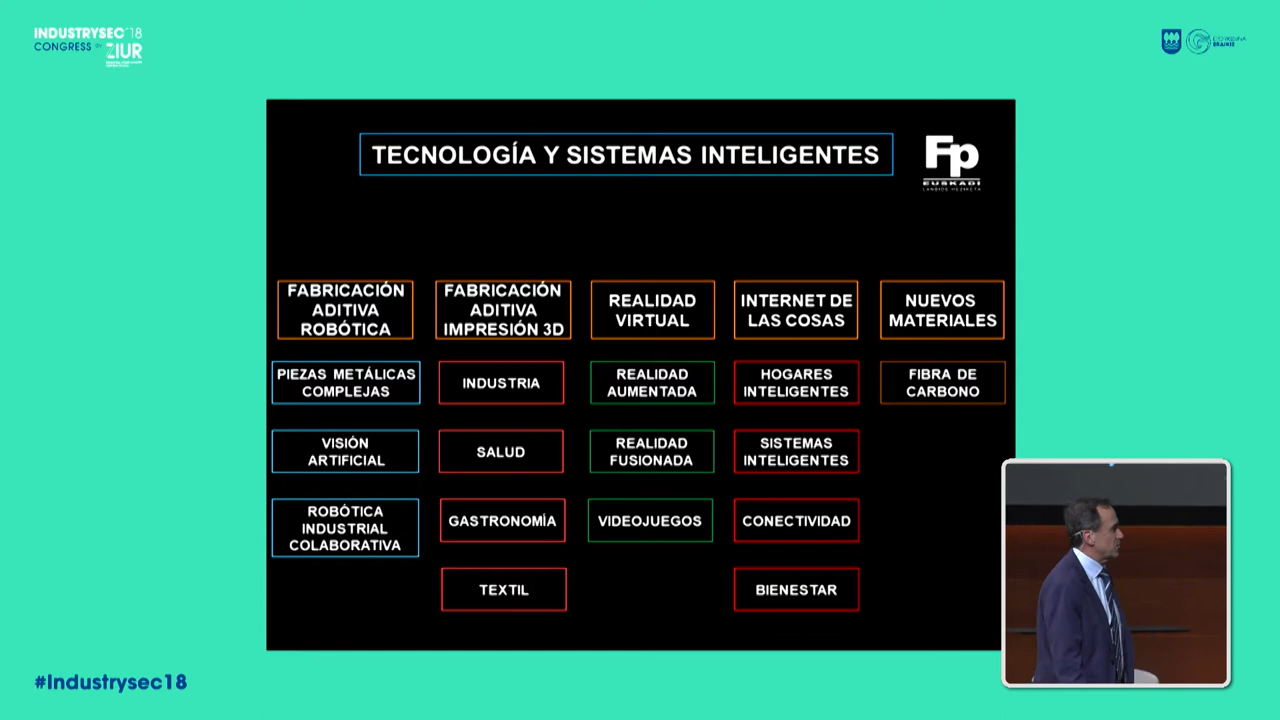 INDUSTRYSEC´18
CONGRESS BY ZIUR
TECNOLOGÍA Y SISTEMAS INTELIGENTES
Fp
EUSKADI
LANBIDE HEZIKETA
FABRICACIÓN
ADITIVA
ROBÓTICA
FABRICACIÓN
ADITIVA
IMPRESIÓN 3D
REALIDAD
VIRTUAL
INTERNET DE
LAS COSAS
NUEVOS
MATERIALES
PIEZAS METÁLICAS
COMPLEJAS
INDUSTRIA
REALIDAD
AUMENTADA
HOGARES
INTELIGENTES
FIBRA DE
CARBONO
VISIÓN
ARTIFICIAL
SALUD
REALIDAD
FUSIONADA
SISTEMAS
INTELIGENTES
ROBÓTICA
INDUSTRIAL
COLABORATIVA
GASTRONOMÍA
VIDEOJUEGOS
CONECTIVIDAD
TEXTIL
BIENESTAR
#Industrysec18